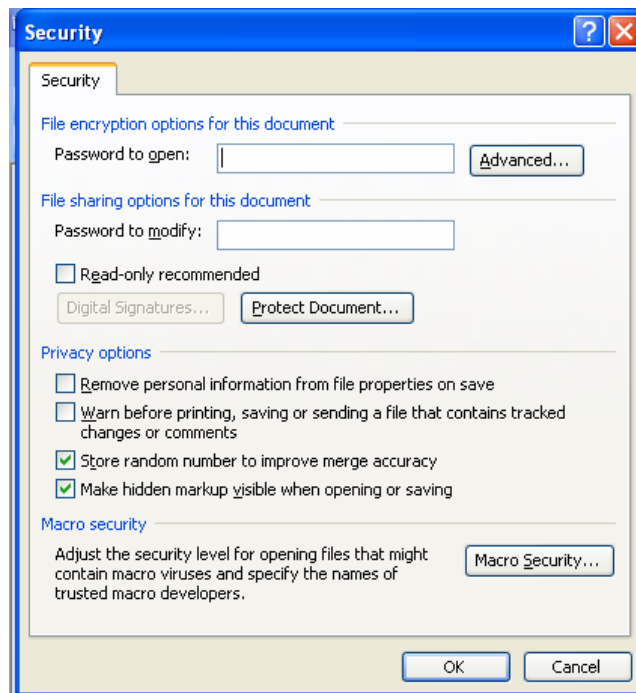 Security
Security
File encryption options for this document
Password to open:
Advanced...
File sharing options for this document
Password to modify:
Read-only recommended
Digital Signatures...
Protect Document...
Privacy options
Remove personal information from file properties on save
Warn before printing, saving or sending a file that contains tracked
changes or comments
Store random number to improve merge accuracy
Make hidden markup visible when opening or saving
Macro security
Adjust the security level for opening files that might
contain macro viruses and specify the names of
trusted macro developers.
Macro Security...
OK
Cancel